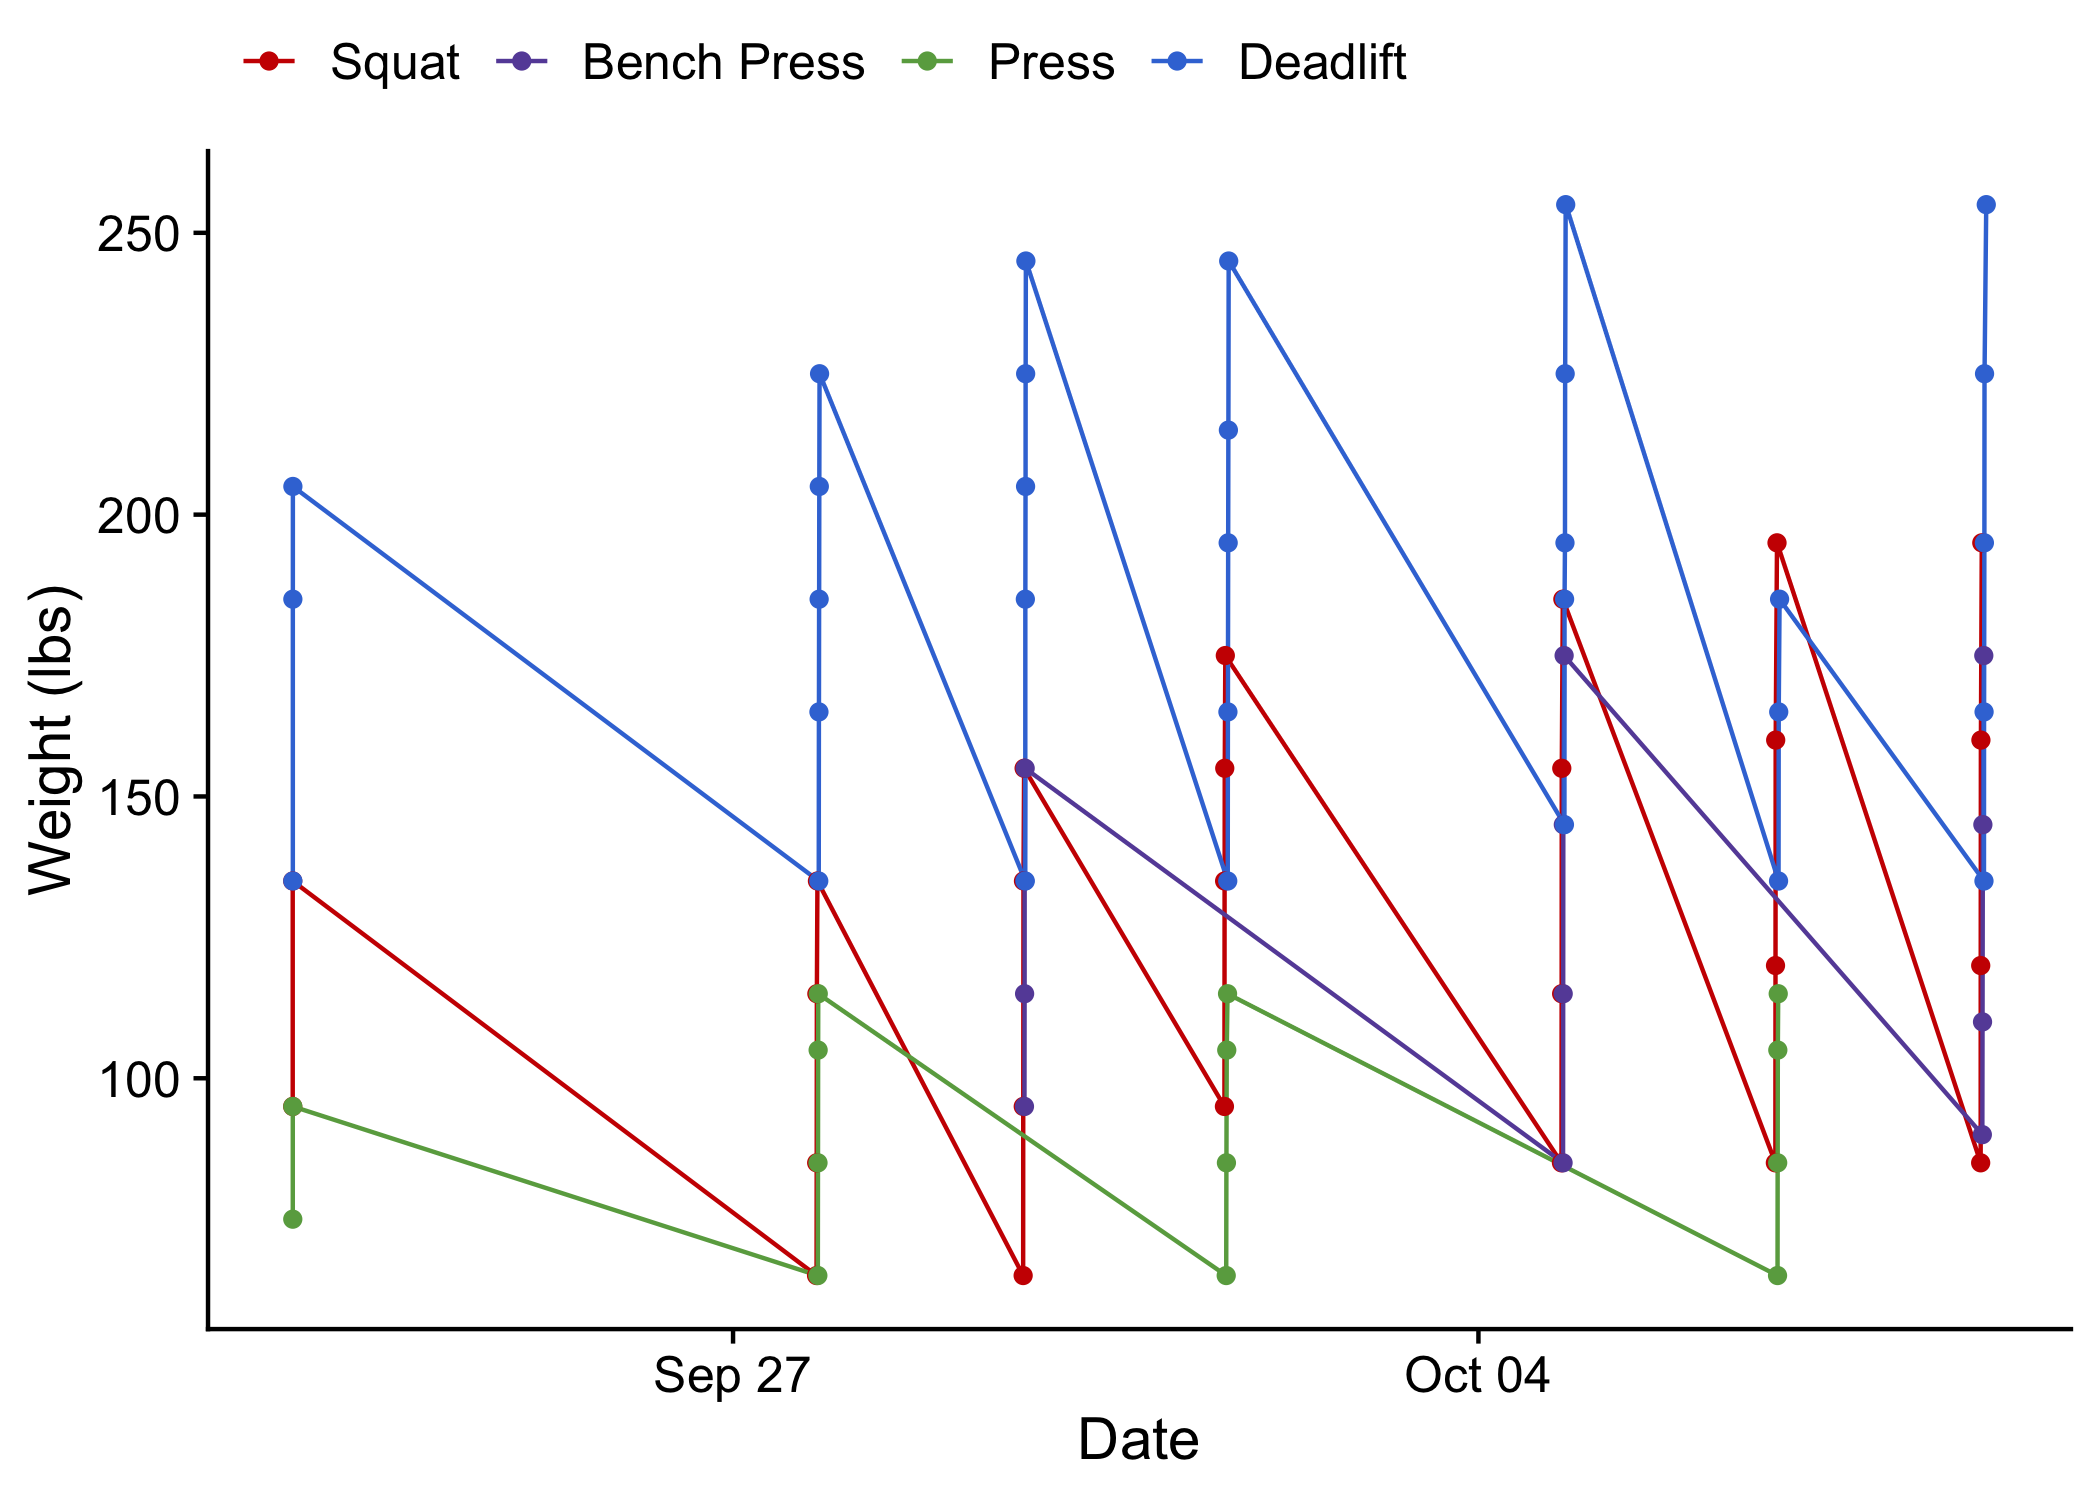 Squat Bench Press Press Deadlift
250
200
150
100
Weight (lbs)
Sep 27 Oct 04
Date